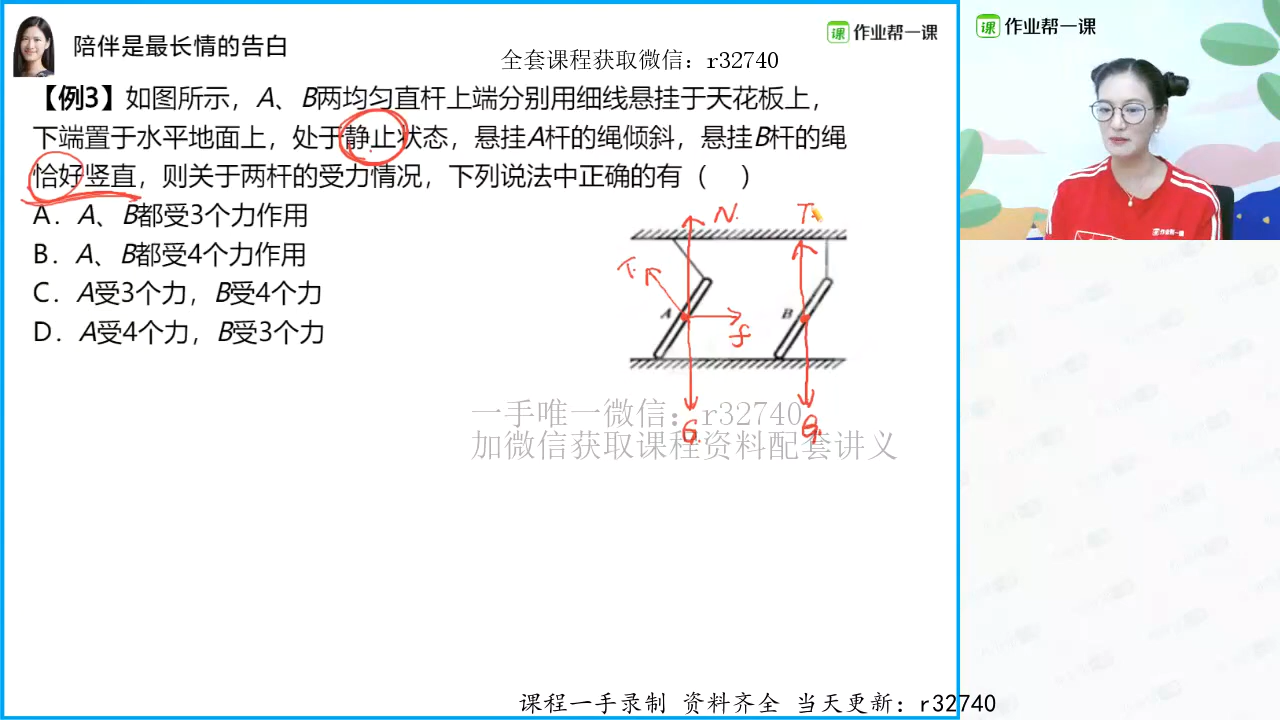 陪伴是最长情的告白
作业帮一课
作业帮一课
全套课程获取微信：r32740
【例3】如图所示，A、B两均匀直杆上端分别用细线悬挂于天花板上，
下端置于水平地面上，处于静止状态，悬挂A杆的绳倾斜，悬挂B杆的绳
恰好竖直，则关于两杆的受力情况，下列说法中正确的有（ ）
A．A、B都受3个力作用
B．A、B都受4个力作用
C．A受3个力，B受4个力
D．A受4个力，B受3个力
N.
T.
T.
A
f
B
G.
G.
一手唯一微信：r32740
加微信获取课程资料配套讲义
课程一手录制 资料齐全 当天更新：r32740